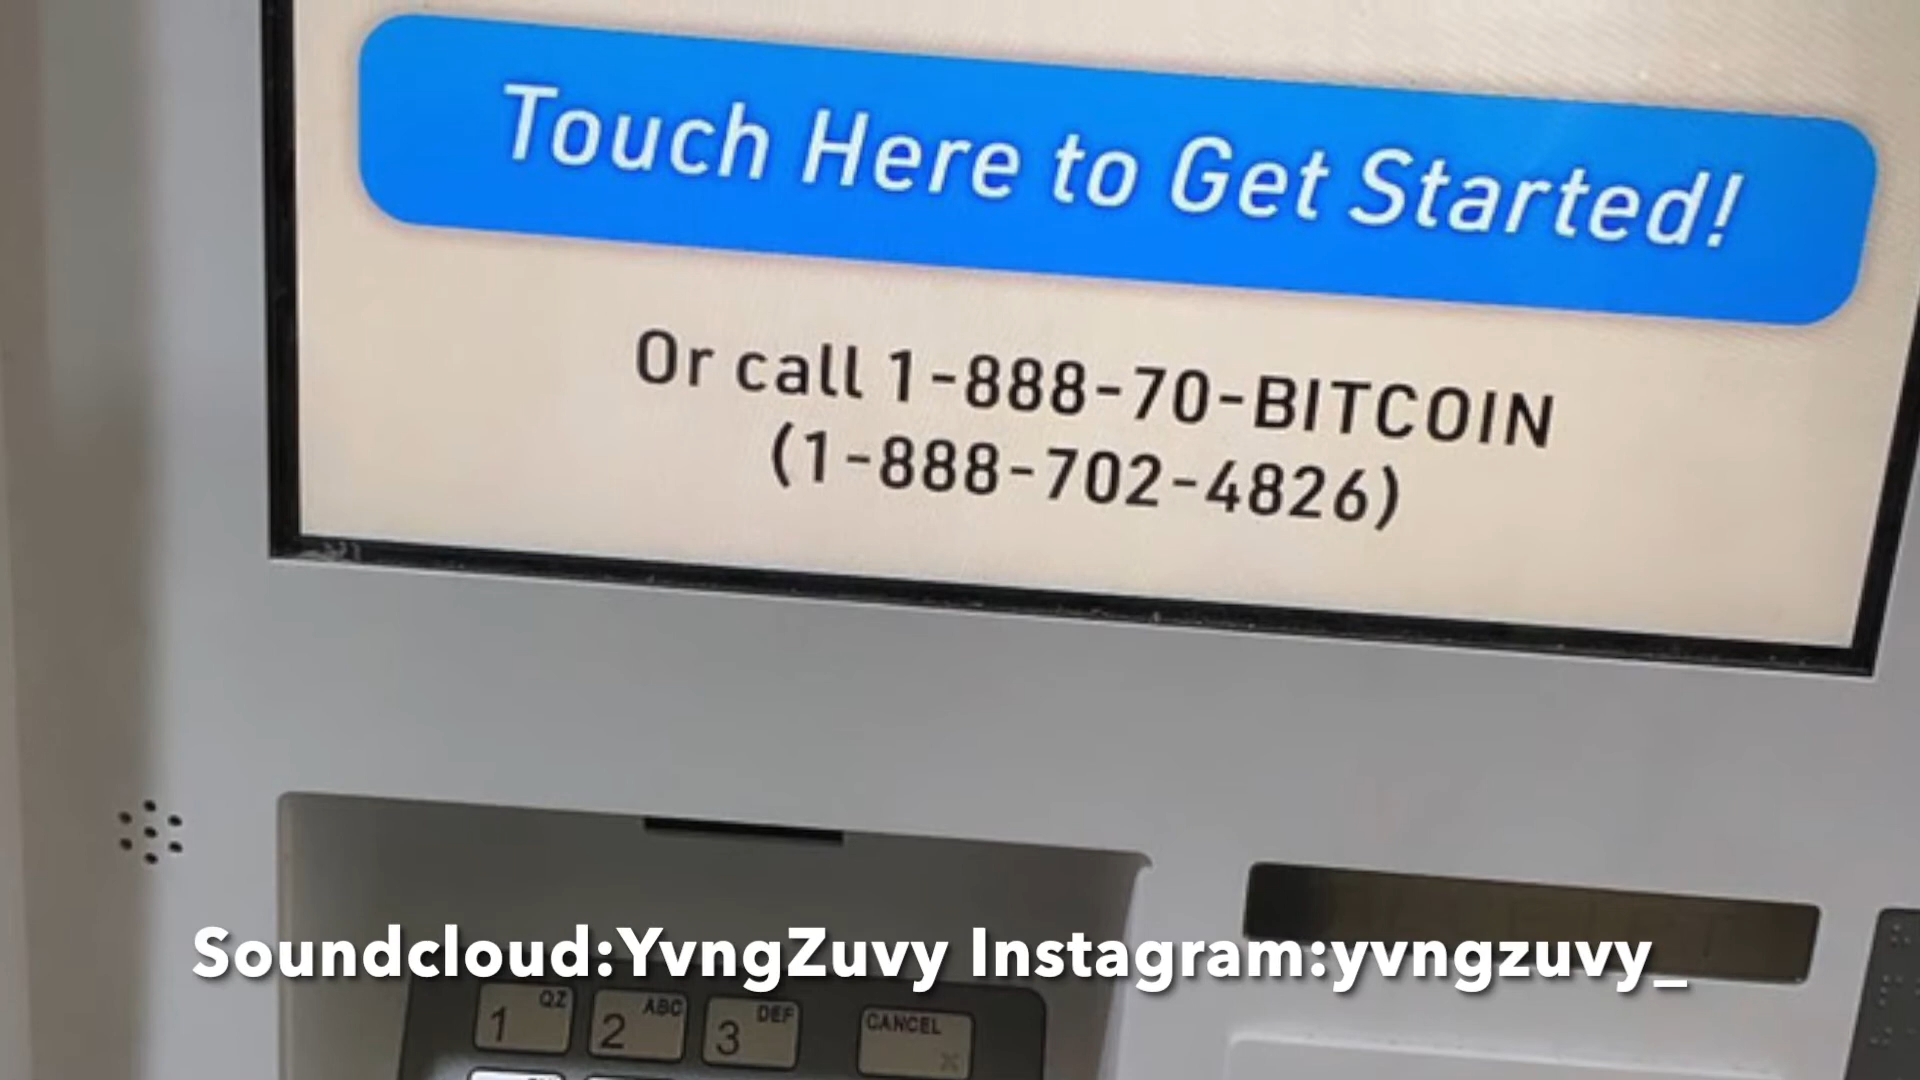 Touch Here to Get Started!
Or call 1-888-70-BITCOIN
(1-888-702-4826)
Soundcloud:YvngZuvy Instagram:yvngzuvy_
1 QZ 2 ABC 3 DEF CANCEL